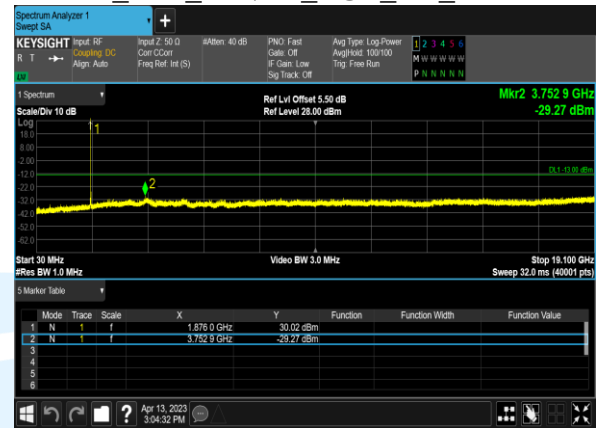 Spectrum Analyzer 1
Swept SA
KEYSIGHT Input: RF Input Z: 50 Ω #Atten: 40 dB PNO: Fast Avg Type: Log-Power 1 2 3 4 5 6
R T Coupling: DC Corr CCorr Gate: Off Avg|Hold: 100/100 M W W W W W
Align: Auto Freq Ref: Int (S) IF Gain: Low Trig: Free Run
Sig Track: Off P N N N N N
1 Spectrum
Ref Lvl Offset 5.50 dB Mkr2 3.752 9 GHz
Scale/Div 10 dB Ref Level 28.00 dBm -29.27 dBm
Log
18.0 1
8.00
-2.00
-12.0 DL1 -13.00 dBm
-22.0 2
-32.0
-42.0
-52.0
-62.0
Start 30 MHz Video BW 3.0 MHz Stop 19.100 GHz
#Res BW 1.0 MHz Sweep 32.0 ms (40001 pts)
5 Marker Table
Mode Trace Scale X Y Function Function Width Function Value
1 N 1 f 1.876 0 GHz 30.02 dBm
2 N 1 f 3.752 9 GHz -29.27 dBm
3
4
5
6
? Apr 13, 2023
3:04:32 PM